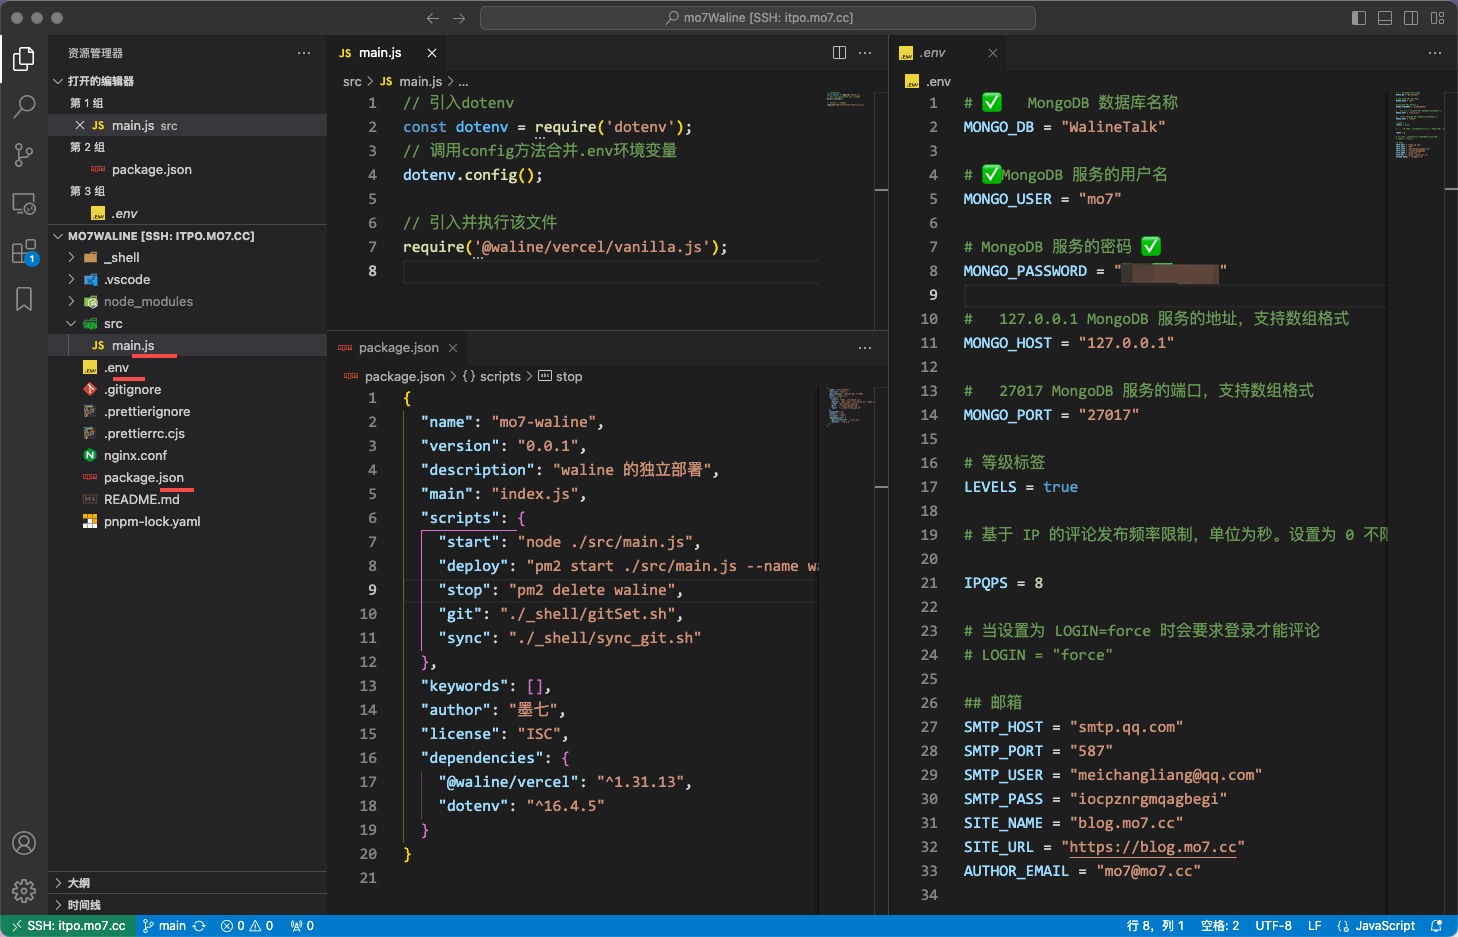 mo7Waline [SSH: itpo.mo7.cc]
资源管理器
打开的编辑器
第 1 组
JS main.js src
第 2 组
package.json
第 3 组
.env
MO7WALINE [SSH: ITPO.MO7.CC]
_shell
.vscode
node_modules
src
JS main.js
.env
.gitignore
.prettierignore
.prettierrc.cjs
nginx.conf
package.json
README.md
pnpm-lock.yaml
大纲
时间线
JS main.js
src > JS main.js > ...
1 // 引入dotenv
2 const dotenv = require('dotenv');
3 // 调用config方法合并.env环境变量
4 dotenv.config();
5
6 // 引入并执行该文件
7 require('@waline/vercel/vanilla.js');
8
package.json
package.json > {} scripts > abc stop
1 {
2 "name": "mo7-waline",
3 "version": "0.0.1",
4 "description": "waline 的独立部署",
5 "main": "index.js",
6 "scripts": {
7 "start": "node ./src/main.js",
8 "deploy": "pm2 start ./src/main.js --name wa
9 "stop": "pm2 delete waline",
10 "git": "./_shell/gitSet.sh",
11 "sync": "./_shell/sync_git.sh"
12 },
13 "keywords": [],
14 "author": "墨七",
15 "license": "ISC",
16 "dependencies": {
17 "@waline/vercel": "^1.31.13",
18 "dotenv": "^16.4.5"
19 }
20 }
21
.env
.env
1 # ✅ MongoDB 数据库名称
2 MONGO_DB = "WalineTalk"
3
4 # ✅MongoDB 服务的用户名
5 MONGO_USER = "mo7"
6
7 # MongoDB 服务的密码 ✅
8 MONGO_PASSWORD = " "
9
10 # 127.0.0.1 MongoDB 服务的地址，支持数组格式
11 MONGO_HOST = "127.0.0.1"
12
13 # 27017 MongoDB 服务的端口，支持数组格式
14 MONGO_PORT = "27017"
15
16 # 等级标签
17 LEVELS = true
18
19 # 基于 IP 的评论发布频率限制，单位为秒。设置为 0 不限
20
21 IPQPS = 8
22
23 # 当设置为 LOGIN=force 时会要求登录才能评论
24 # LOGIN = "force"
25
26 ## 邮箱
27 SMTP_HOST = "smtp.qq.com"
28 SMTP_PORT = "587"
29 SMTP_USER = "meichangliang@qq.com"
30 SMTP_PASS = "iocpznrgmqagbegi"
31 SITE_NAME = "blog.mo7.cc"
32 SITE_URL = "https://blog.mo7.cc"
33 AUTHOR_EMAIL = "mo7@mo7.cc"
34
SSH: itpo.mo7.cc main 0 0 0 行 8，列 1 空格: 2 UTF-8 LF {} JavaScript